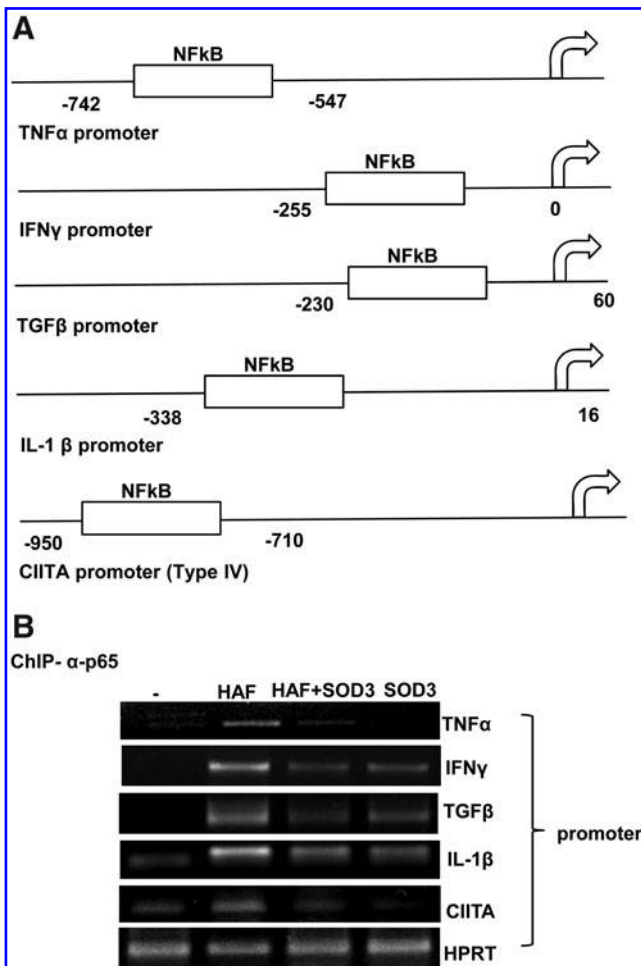 A
NFkB
-742 -547
TNFα promoter
NFkB
-255 0
IFNγ promoter
NFkB
-230 60
TGFβ promoter
NFkB
-338 16
IL-1 β promoter
NFkB
-950 -710
CIITA promoter (Type IV)
B
ChIP- α-p65
- HAF HAF+SOD3 SOD3
TNFα
IFNγ
TGFβ
promoter
IL-1β
CIITA
HPRT